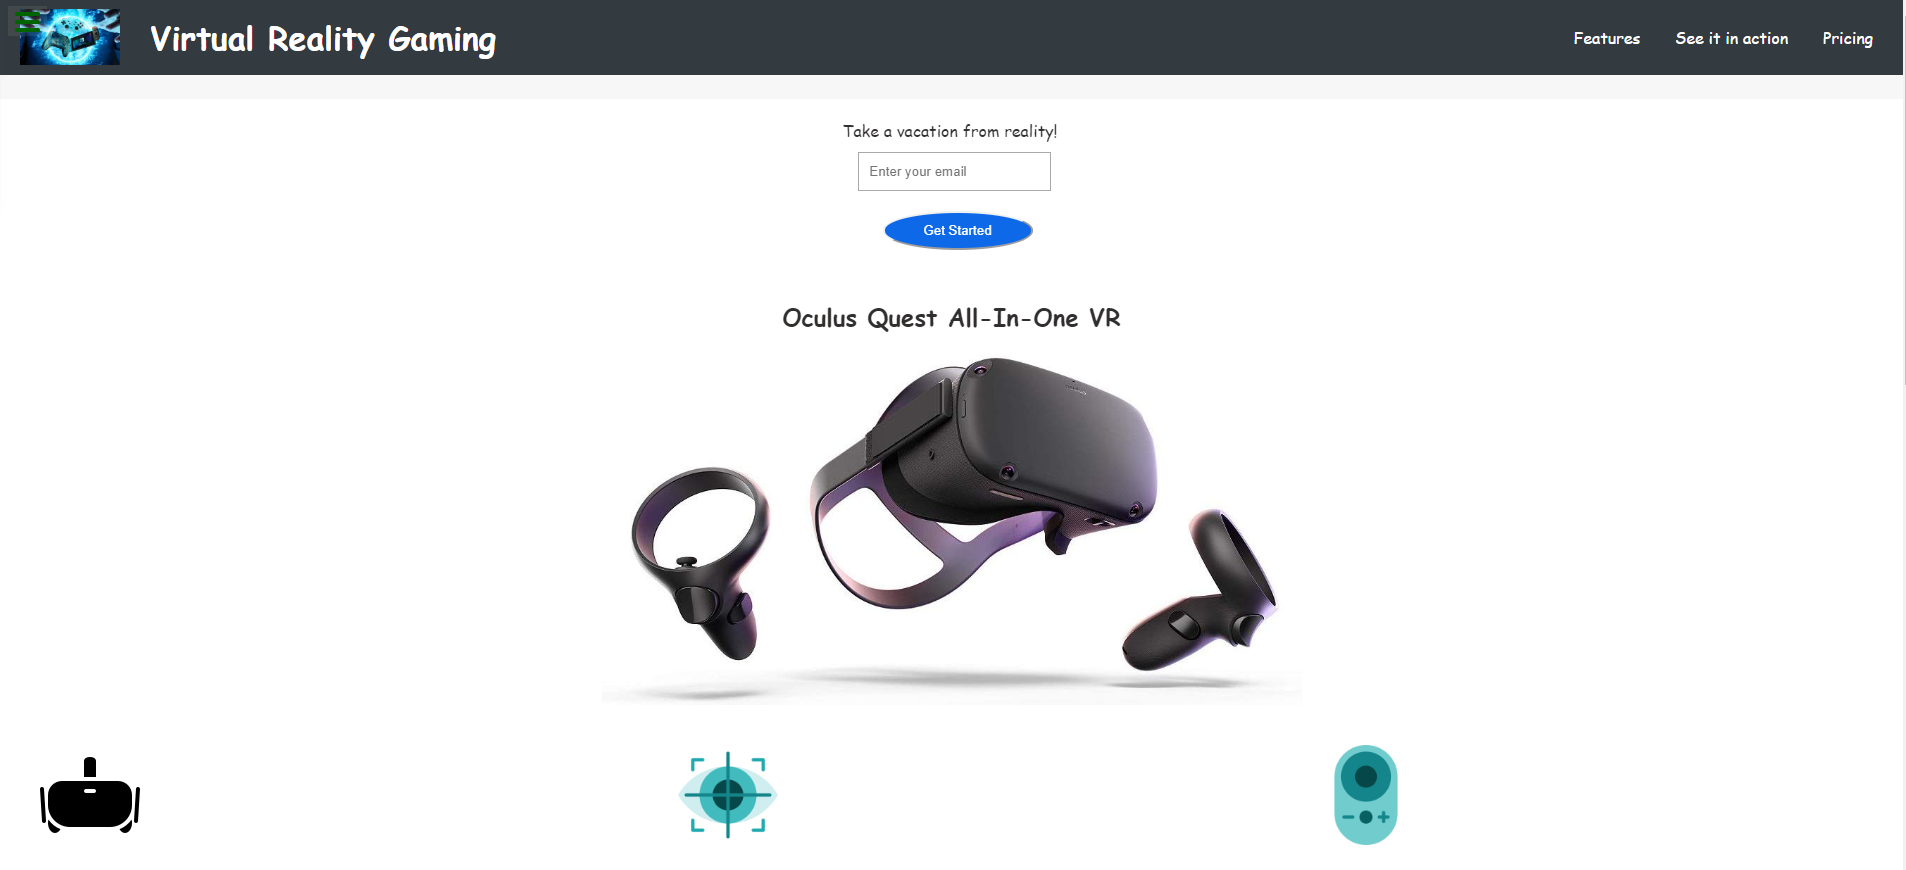 Virtual Reality Gaming
Features
See it in action
Pricing
Take a vacation from reality!
Enter your email
Get Started
Oculus Quest All-In-One VR